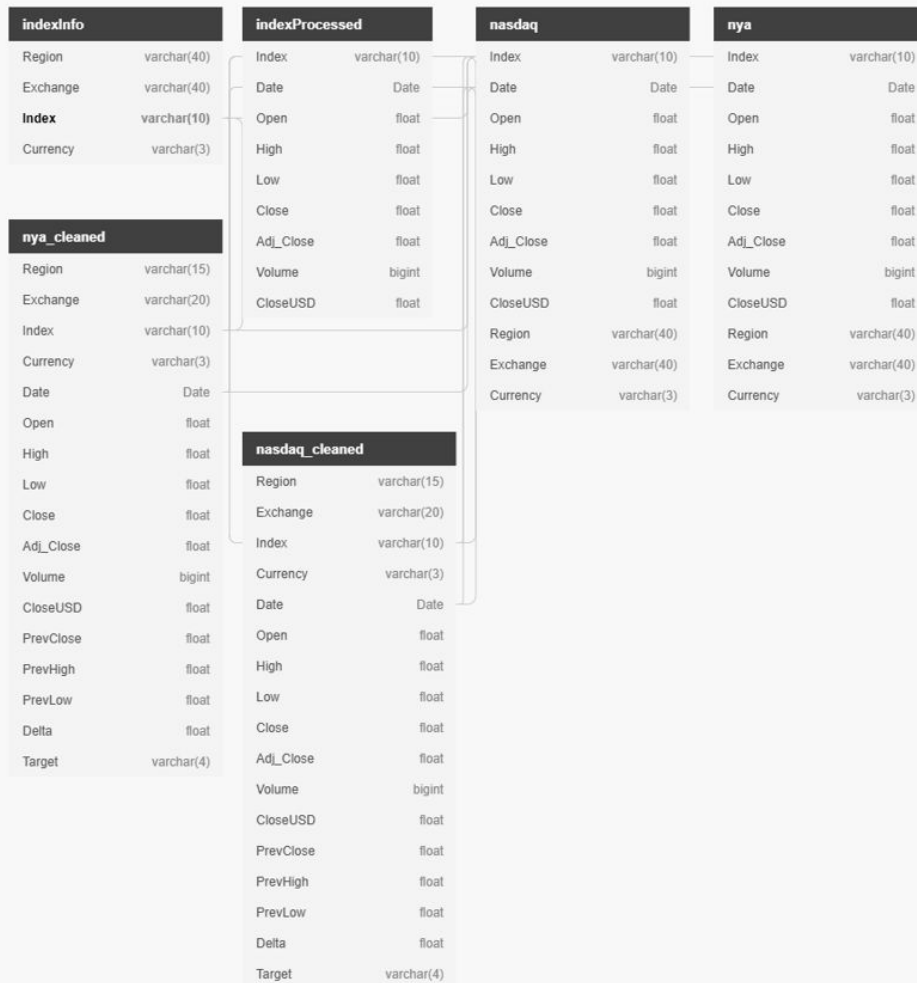 indexInfo
Region varchar(40)
Exchange varchar(40)
Index varchar(10)
Currency varchar(3)
indexProcessed
Index varchar(10)
Date Date
Open float
High float
Low float
Close float
Adj_Close float
Volume bigint
CloseUSD float
nasdaq
Index varchar(10)
Date Date
Open float
High float
Low float
Close float
Adj_Close float
Volume bigint
CloseUSD float
Region varchar(40)
Exchange varchar(40)
Currency varchar(3)
nya
Index varchar(10)
Date Date
Open float
High float
Low float
Close float
Adj_Close float
Volume bigint
CloseUSD float
Region varchar(40)
Exchange varchar(40)
Currency varchar(3)
nya_cleaned
Region varchar(15)
Exchange varchar(20)
Index varchar(10)
Currency varchar(3)
Date Date
Open float
High float
Low float
Close float
Adj_Close float
Volume bigint
CloseUSD float
PrevClose float
PrevHigh float
PrevLow float
Delta float
Target varchar(4)
nasdaq_cleaned
Region varchar(15)
Exchange varchar(20)
Index varchar(10)
Currency varchar(3)
Date Date
Open float
High float
Low float
Close float
Adj_Close float
Volume bigint
CloseUSD float
PrevClose float
PrevHigh float
PrevLow float
Delta float
Target varchar(4)